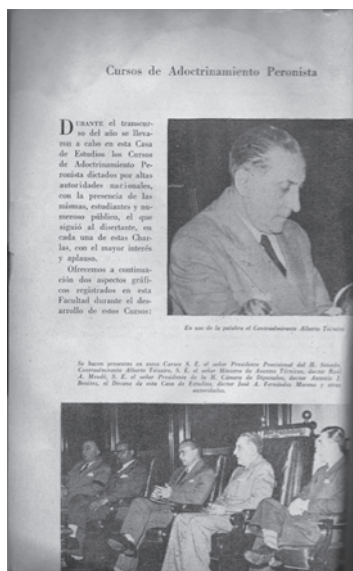 Cursos de Adoctrinamiento Peronista
DURANTE el transcur-
so del año se lleva-
ron a cabo en esta Casa
de Estudios los Cursos
de Adoctrinamiento Pe-
ronista dictados por altas
autoridades nacionales,
con la presencia de las
mismas, estudiantes y nu-
meroso público, el que
siguió al disertante, en
cada una de estas Char-
las, con el mayor interés
y aplauso.
Ofrecemos a continua-
ción dos aspectos gráfi-
cos registrados en esta
Facultad durante el des-
arrollo de estos Cursos:
En uso de la palabra el Contraalmirante Alberto Teisaire
Se hacen presentes en estos Cursos S. E. el señor Presidente Provisional del H. Senado,
Contraalmirante Alberto Teisaire, S. E. el señor Ministro de Asuntos Técnicos, doctor Raúl
A. Mendé, S. E. el señor Presidente de la H. Cámara de Diputados, doctor Antonio J.
Benítez, el Decano de esta Casa de Estudios, doctor José A. Fernández Moreno y otras
autoridades.